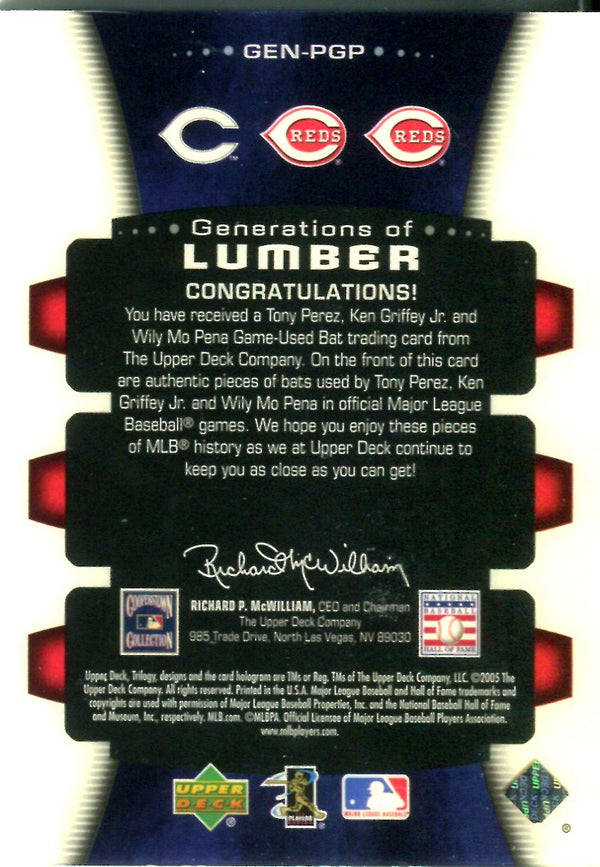 GEN-PGP
C REDS REDS
Generations of
LUMBER
CONGRATULATIONS!
You have received a Tony Perez, Ken Griffey Jr. and
Wily Mo Pena Game-Used Bat trading card from
The Upper Deck Company. On the front of this card
are authentic pieces of bats used by Tony Perez, Ken
Griffey Jr. and Wily Mo Pena in official Major League
Baseball® games. We hope you enjoy these pieces
of MLB® history as we at Upper Deck continue to
keep you as close as you can get!
Richard McWilliam
COOPERSTOWN
COLLECTION
RICHARD P. McWILLIAM, CEO and Chairman
The Upper Deck Company
985 Trade Drive, North Las Vegas, NV 89030
NATIONAL
BASEBALL
HALL OF FAME
Upper Deck, Trilogy, designs and the card hologram are TMs or Reg. TMs of The Upper Deck Company, LLC. ©2005 The
Upper Deck Company. All rights reserved. Printed in the U.S.A. Major League Baseball and Hall of Fame trademarks and
copyrights are used with permission of Major League Baseball Properties, Inc. and the National Baseball Hall of Fame
and Museum, Inc., respectively. MLB.com. ©MLBPA. Official Licensee of Major League Baseball Players Association.
www.mlbplayers.com.
UPPER
DECK
PLAYERS
MAJOR LEAGUE BASEBALL
UPPER DECK